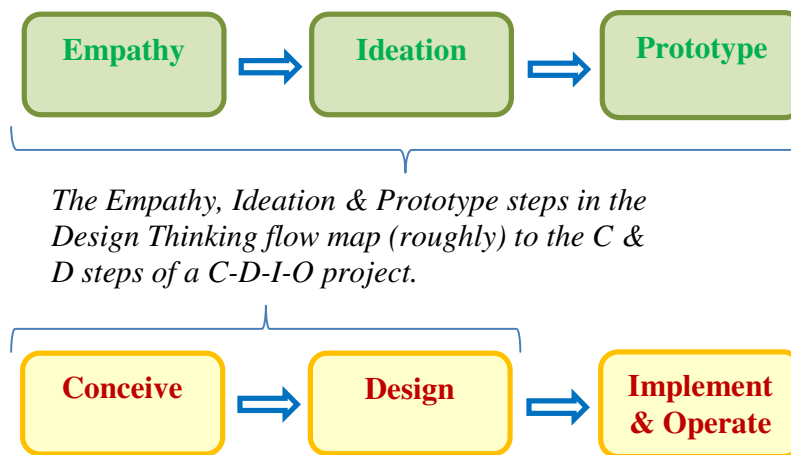 Empathy
Ideation
Prototype
The Empathy, Ideation & Prototype steps in the
Design Thinking flow map (roughly) to the C &
D steps of a C-D-I-O project.
Conceive
Design
Implement
& Operate